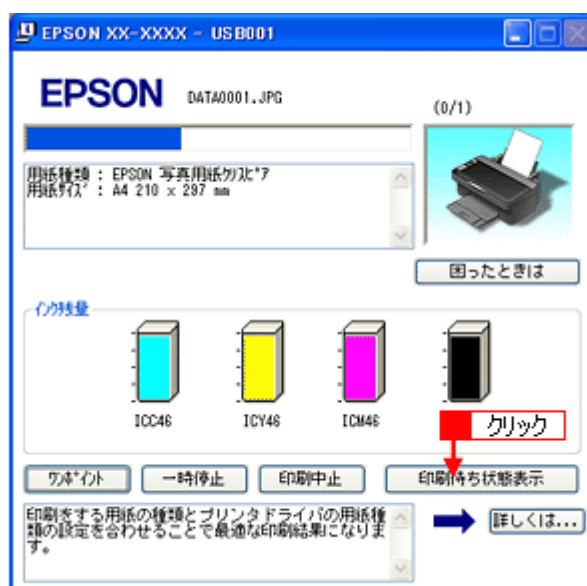 EPSON XX-XXXX - USB001
EPSON DATA0001.JPG
(0/1)
用紙種類 : EPSON 写真用紙クリスピア
用紙サイズ : A4 210 x 297 mm
困ったときは
インク残量
ICC46 ICY46 ICM46
クリック
ワンポイント 一時停止 印刷中止 印刷待ち状態表示
印刷をする用紙の種類とプリンタドライバの用紙種
類の設定を合わせることで最適な印刷結果になりま
す。
詳しくは...